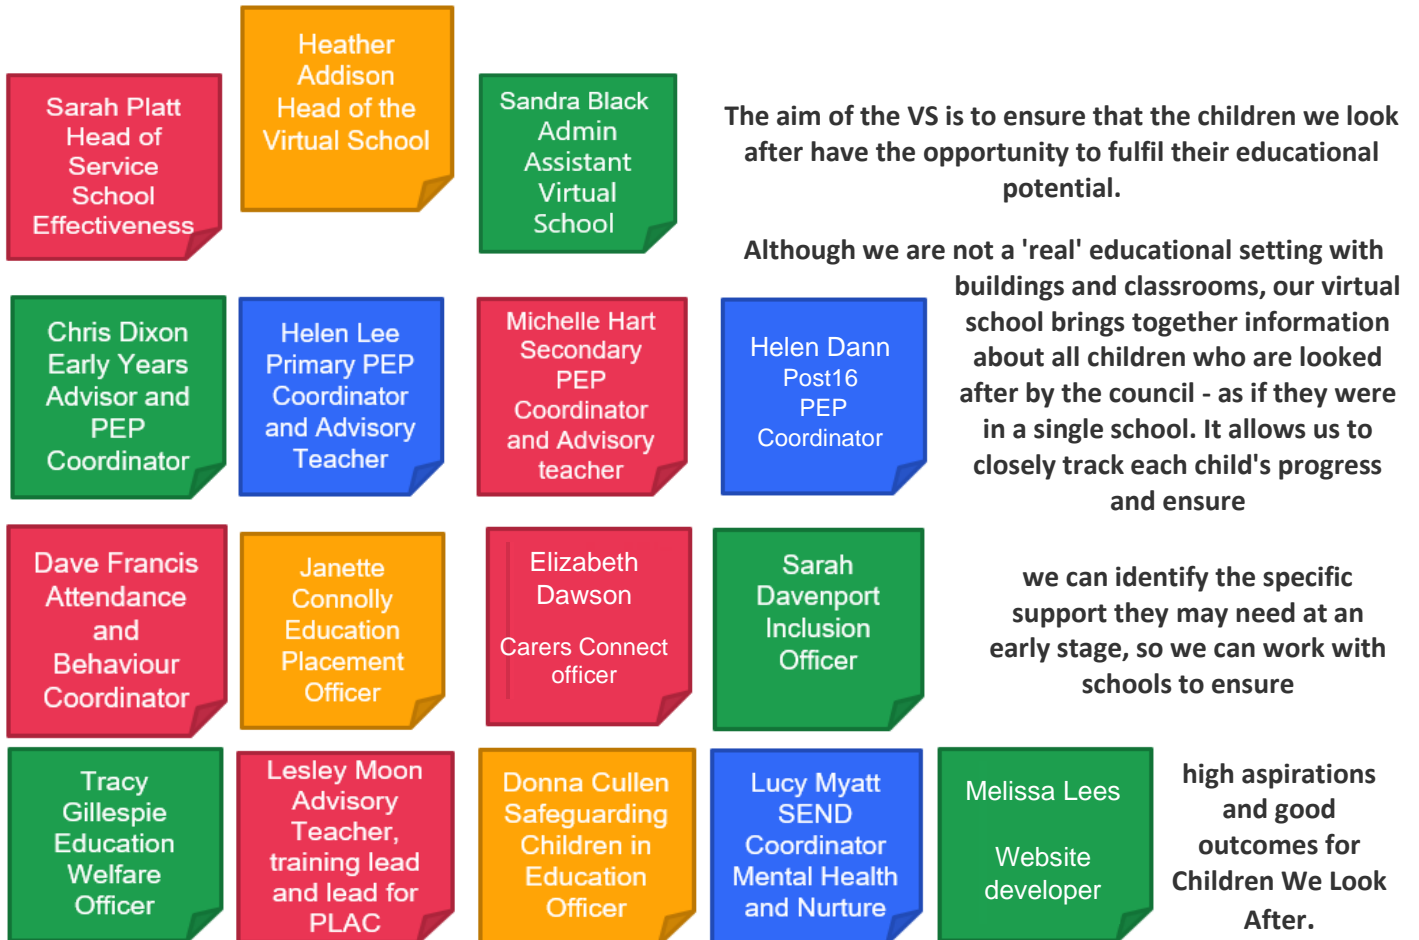 Sarah Platt
Head of
Service
School
Effectiveness
Heather
Addison
Head of the
Virtual School
Sandra Black
Admin
Assistant
Virtual
School
The aim of the VS is to ensure that the children we look
after have the opportunity to fulfil their educational
potential.
Although we are not a 'real' educational setting with
buildings and classrooms, our virtual
school brings together information
about all children who are looked
after by the council - as if they were
in a single school. It allows us to
closely track each child's progress
and ensure
Chris Dixon
Early Years
Advisor and
PEP
Coordinator
Helen Lee
Primary PEP
Coordinator
and Advisory
Teacher
Michelle Hart
Secondary
PEP
Coordinator
and Advisory
teacher
Helen Dann
Post16
PEP
Coordinator
Dave Francis
Attendance
and
Behaviour
Coordinator
Janette
Connolly
Education
Placement
Officer
Elizabeth
Dawson
Carers Connect
officer
Sarah
Davenport
Inclusion
Officer
we can identify the specific
support they may need at an
early stage, so we can work with
schools to ensure
Tracy
Gillespie
Education
Welfare
Officer
Lesley Moon
Advisory
Teacher,
training lead
and lead for
PLAC
Donna Cullen
Safeguarding
Children in
Education
Officer
Lucy Myatt
SEND
Coordinator
Mental Health
and Nurture
Melissa Lees
Website
developer
high aspirations
and good
outcomes for
Children We Look
After.